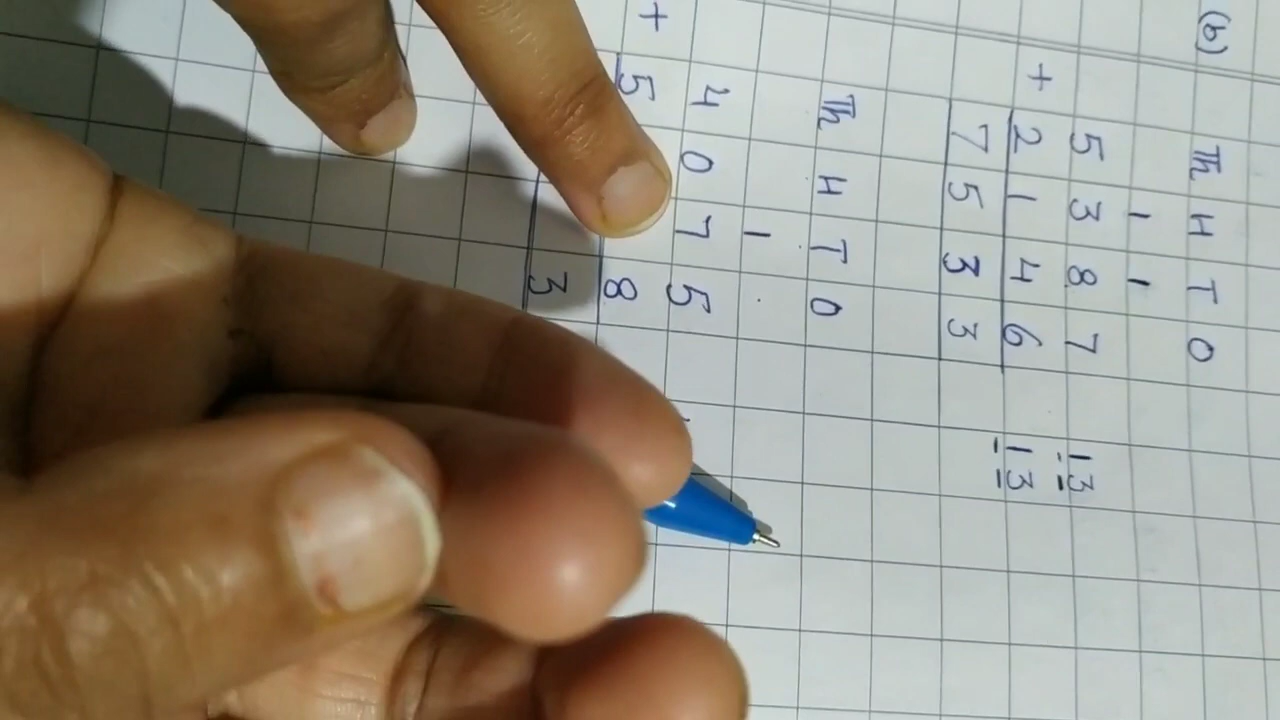 (b)
Th H T O
1 1
5 3 8 7
+ 2 1 4 6
7 5 3 3
13
13
Th H T O
1
4 0 7 5
+ 5 8
3